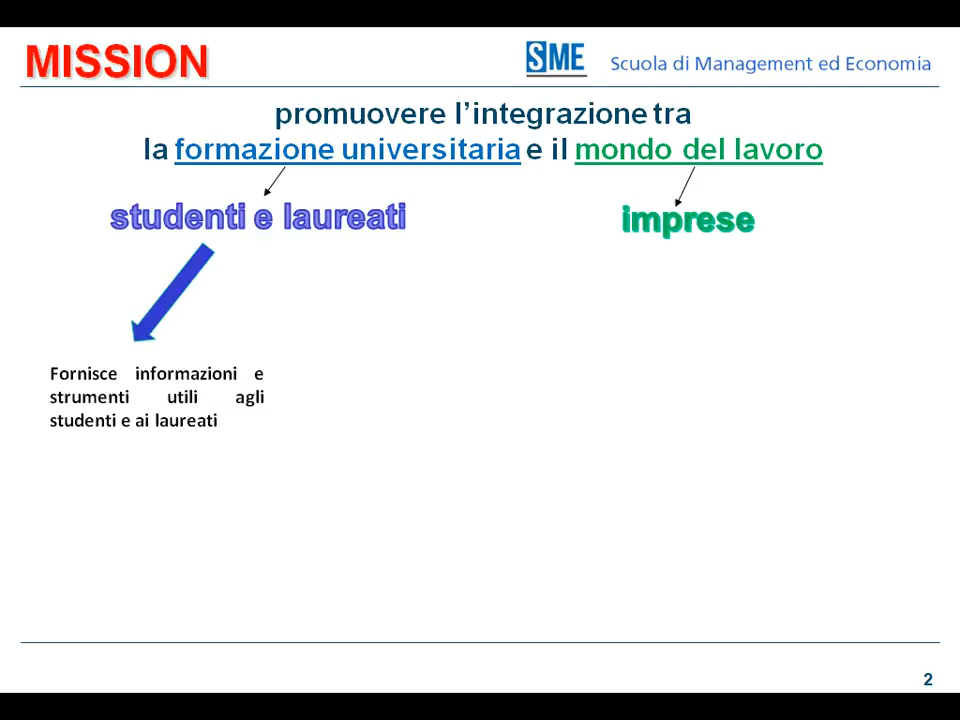 MISSION
SME Scuola di Management ed Economia
promuovere l'integrazione tra
la formazione universitaria e il mondo del lavoro
studenti e laureati
imprese
Fornisce informazioni e
strumenti utili agli
studenti e ai laureati
2